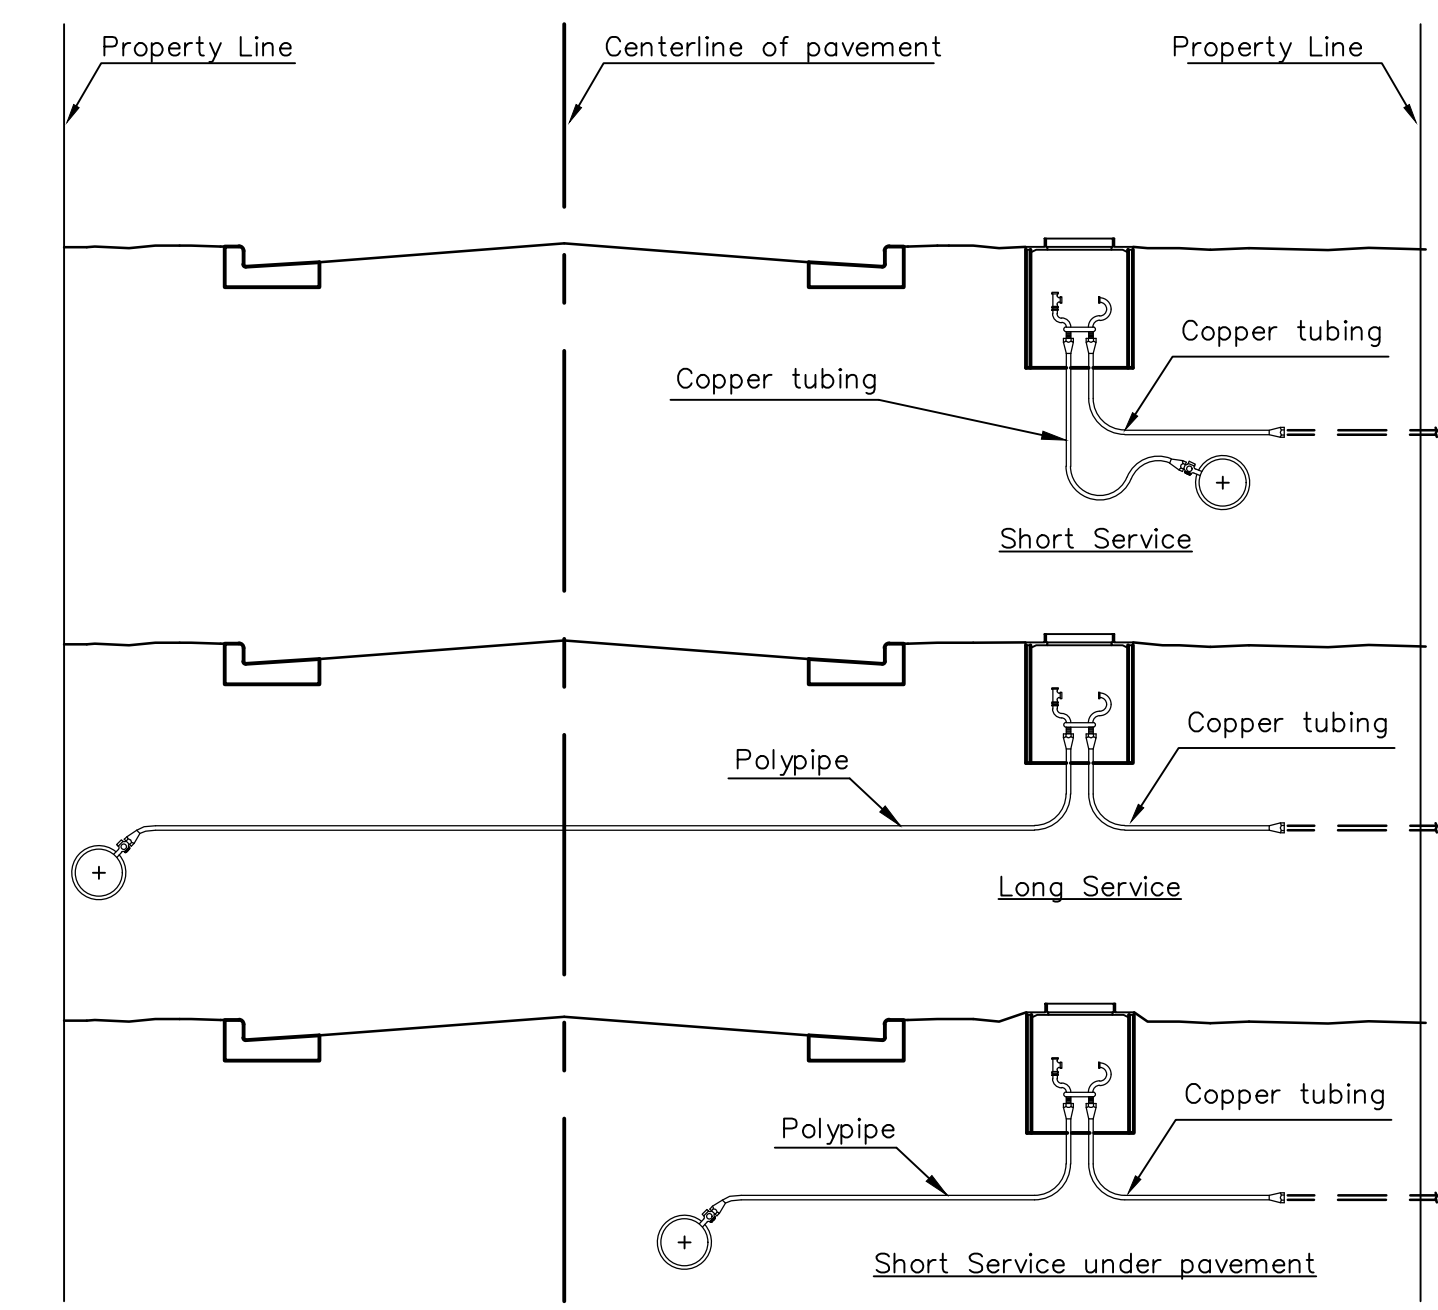 Property Line
Centerline of pavement
Property Line
Copper tubing
Copper tubing
Short Service
Copper tubing
Polypipe
Long Service
Copper tubing
Polypipe
Short Service under pavement